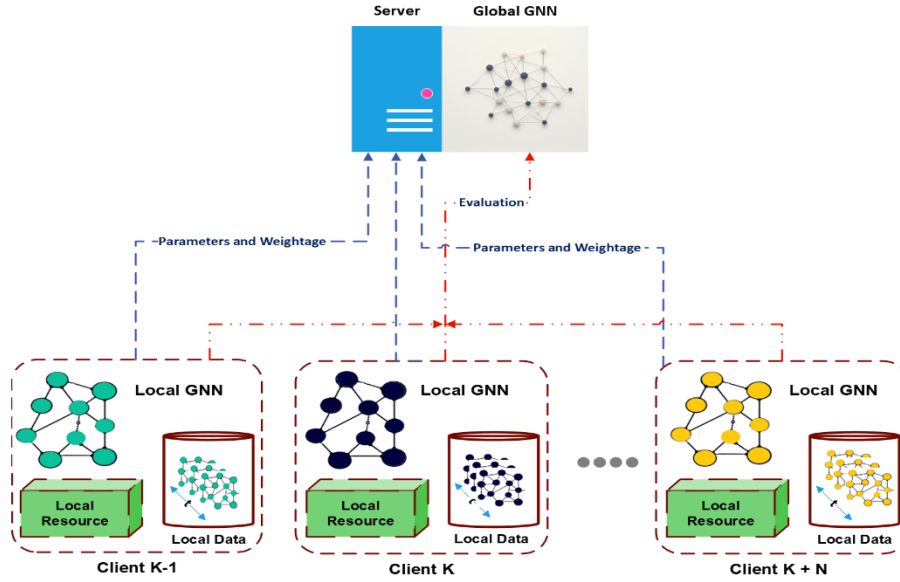 Server
Global GNN
Evaluation
Parameters and Weightage
Parameters and Weightage
Local GNN
Local
Resource
Local Data
Client K-1
Local GNN
Local
Resource
Local Data
Client K
Local GNN
Local
Resource
Local Data
Client K + N